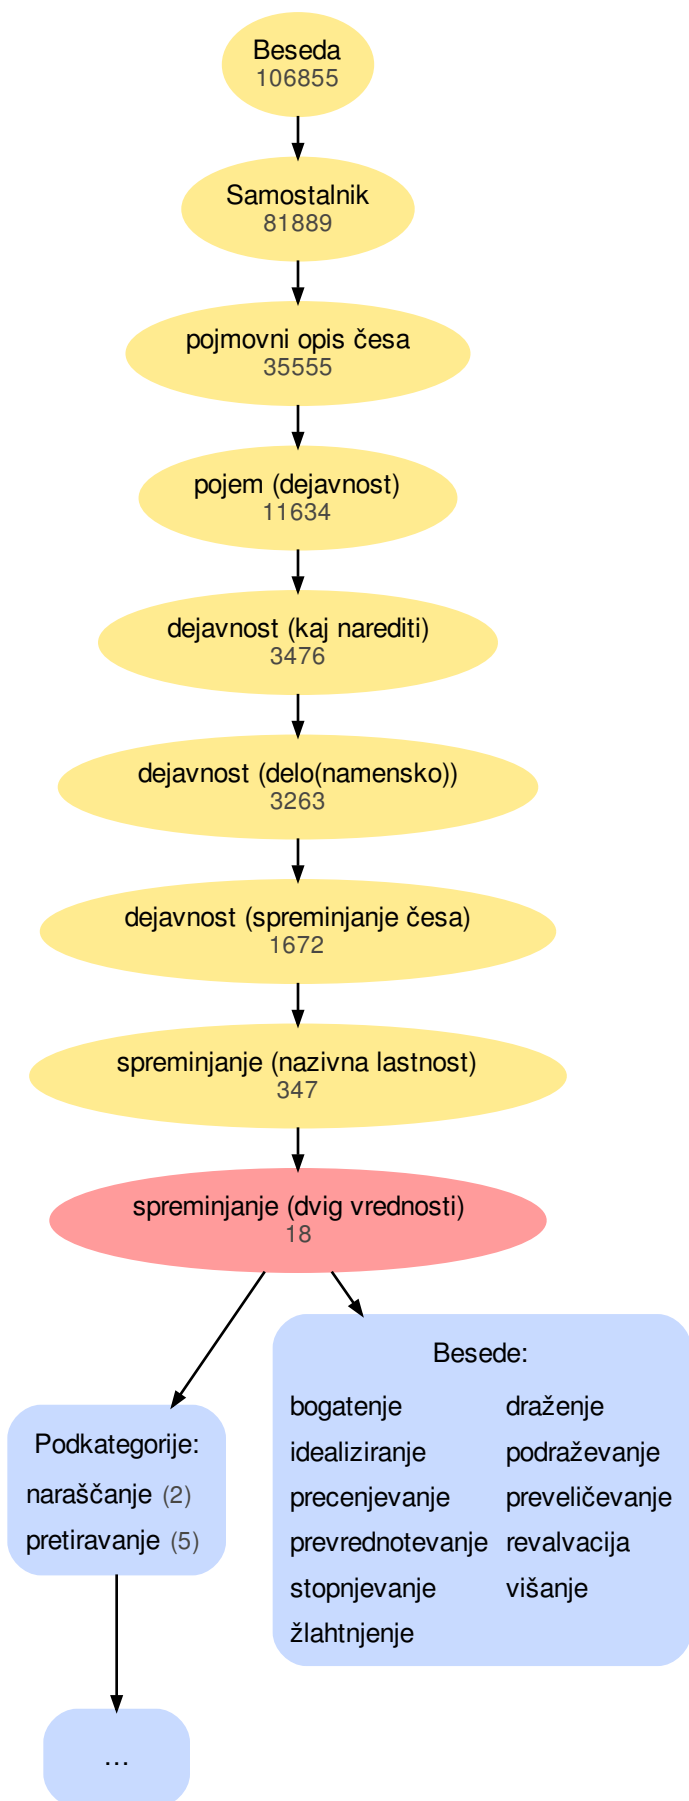 Beseda
106855
Samostalnik
81889
pojmovni opis česa
35555
pojem (dejavnost)
11634
dejavnost (kaj narediti)
3476
dejavnost (delo(namensko))
3263
dejavnost (spreminjanje česa)
1672
spreminjanje (nazivna lastnost)
347
spreminjanje (dvig vrednosti)
18
Podkategorije:
naraščanje (2)
pretiravanje (5)
...
Besede:
bogatenje draženje
idealiziranje podraževanje
precenjevanje preveličevanje
prevrednotevanje revalvacija
stopnjevanje višanje
žlahtnjenje